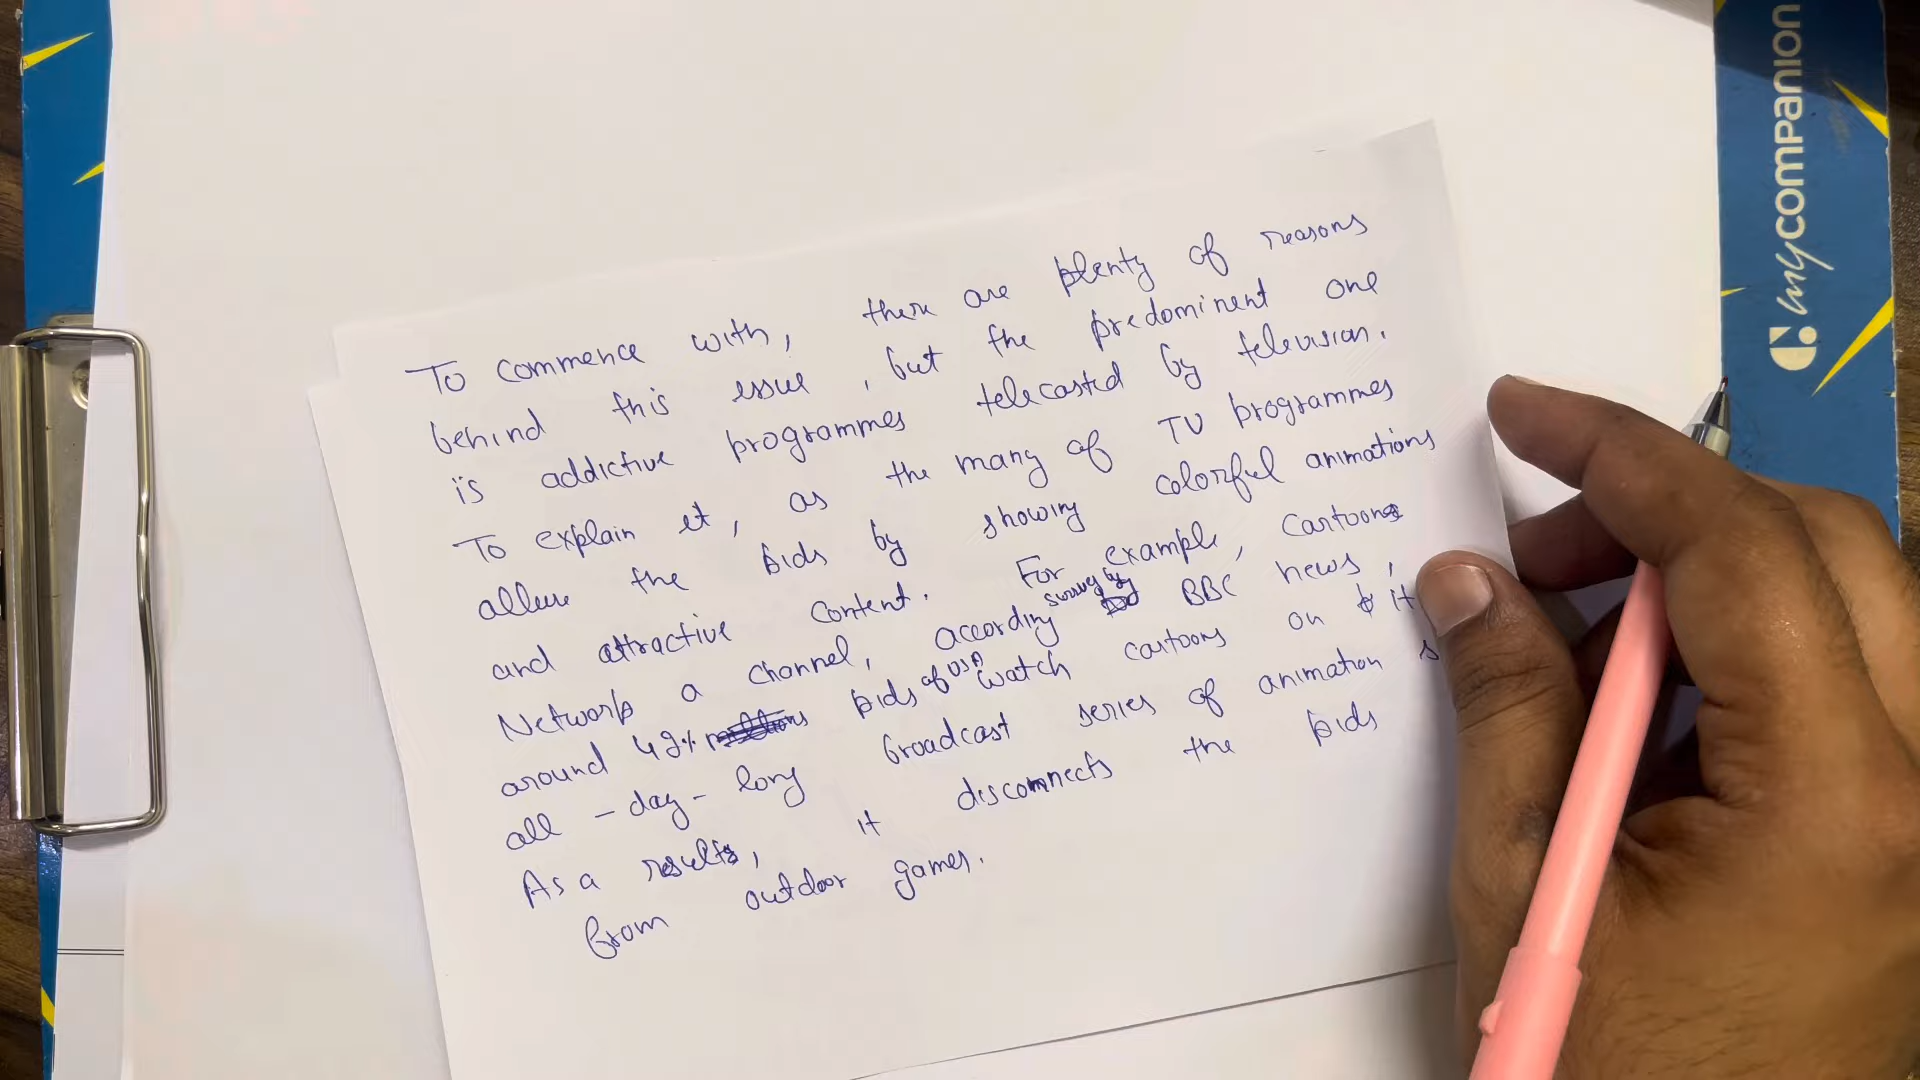 To commence with, there are plenty of reasons
behind this issue, but the predominent one
is addictive programmes telecasted by television.
To explain it, as the many of TV programmes
allure the kids by showing colorful animations
and attractive content. For example, Cartoons
Network a channel, according survey by BBC news,
around 42% kids of USA watch cartoons on it
all-day-long broadcast series of animation s
As a results, it disconnects the kids
from outdoor games.
mycompanion